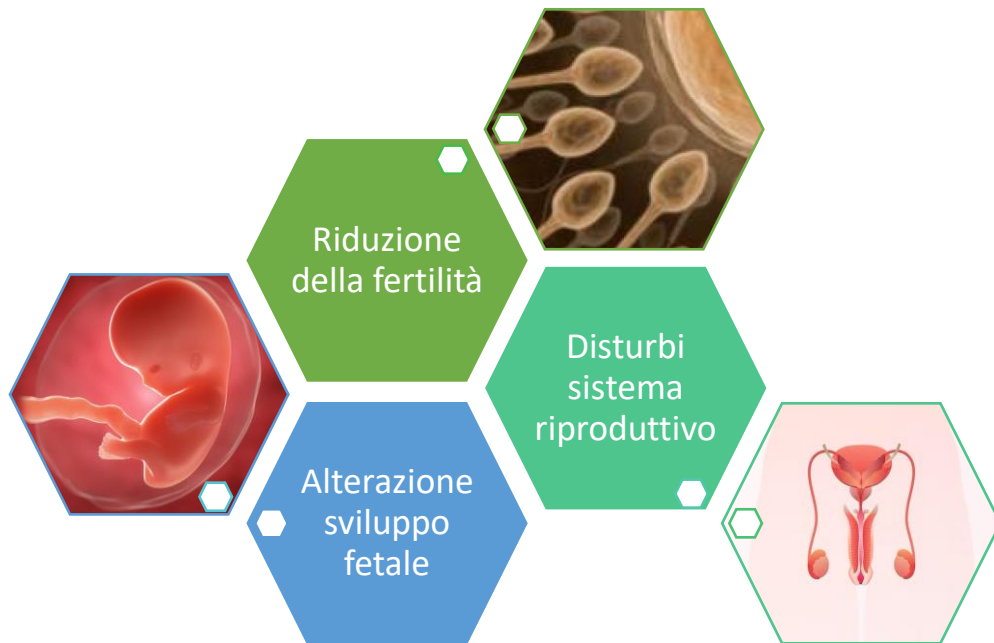 Riduzione
della fertilità
Disturbi
sistema
riproduttivo
Alterazione
sviluppo
fetale